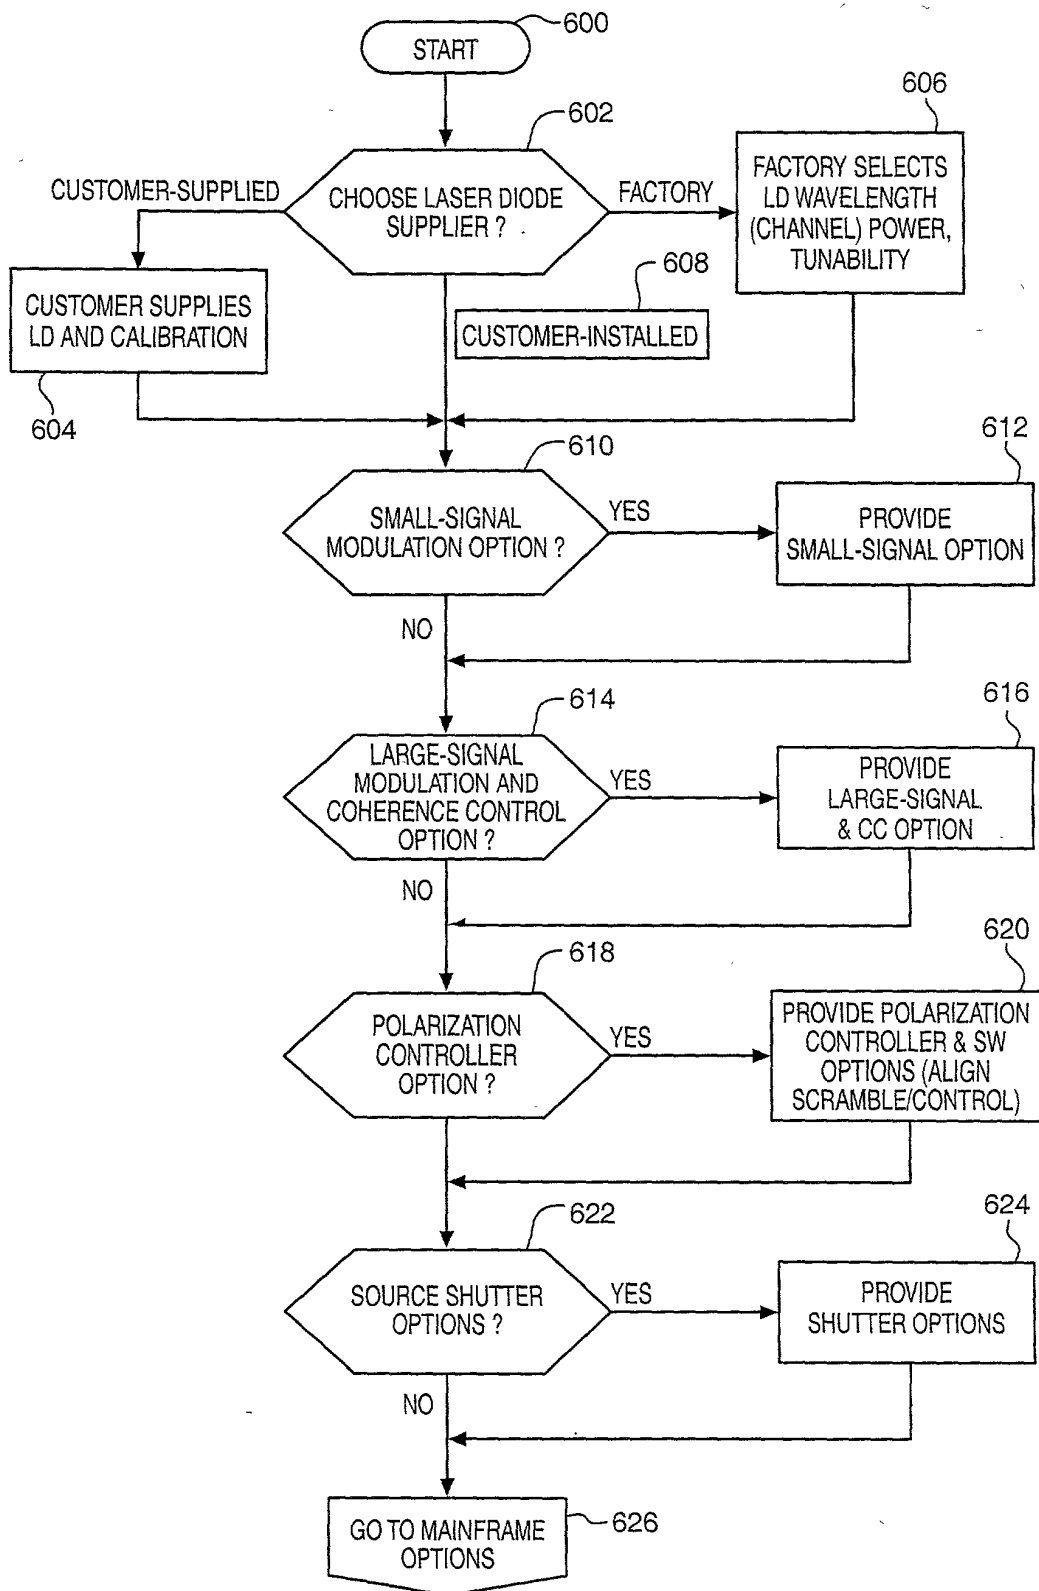 600
START
606
602
CUSTOMER-SUPPLIED
CHOOSE LASER DIODE
SUPPLIER ?
FACTORY
FACTORY SELECTS
LD WAVELENGTH
(CHANNEL) POWER,
TUNABILITY
608
CUSTOMER SUPPLIES
LD AND CALIBRATION
CUSTOMER-INSTALLED
604
610
612
SMALL-SIGNAL
MODULATION OPTION ?
YES
PROVIDE
SMALL-SIGNAL OPTION
NO
614
616
LARGE-SIGNAL
MODULATION AND
COHERENCE CONTROL
OPTION ?
YES
PROVIDE
LARGE-SIGNAL
& CC OPTION
NO
618
620
POLARIZATION
CONTROLLER
OPTION ?
YES
PROVIDE POLARIZATION
CONTROLLER & SW
OPTIONS (ALIGN
SCRAMBLE/CONTROL)
622
624
SOURCE SHUTTER
OPTIONS ?
YES
PROVIDE
SHUTTER OPTIONS
NO
GO TO MAINFRAME
OPTIONS
626